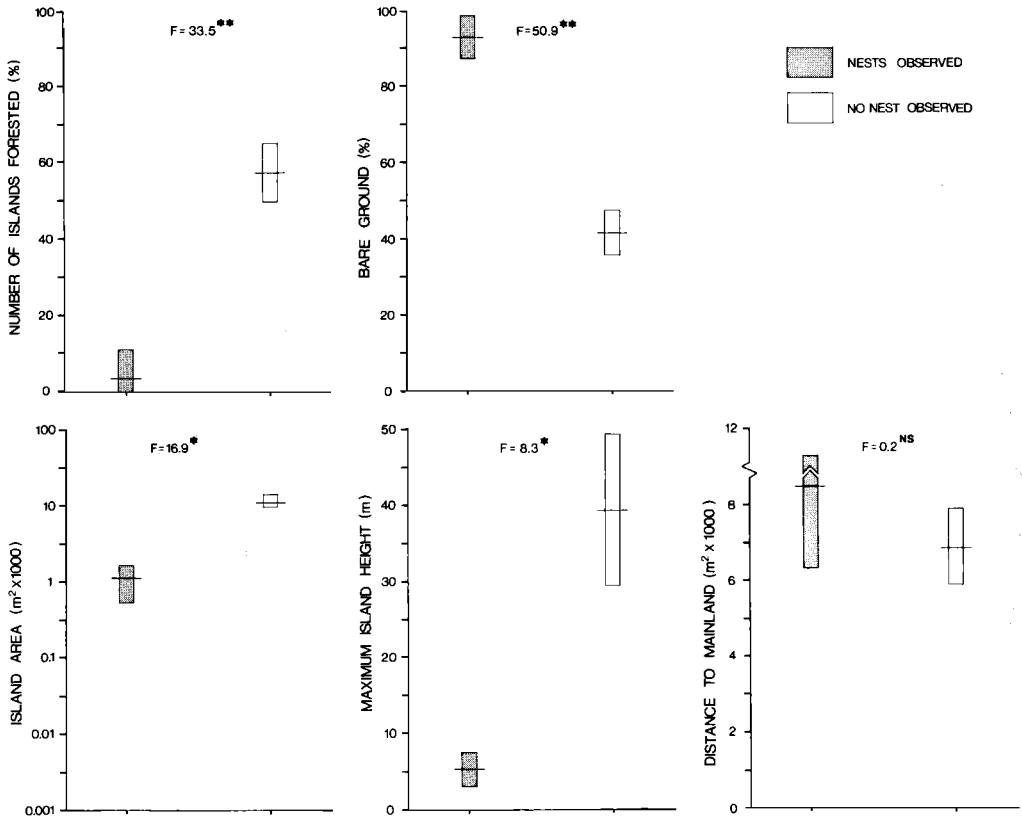 NUMBER OF ISLANDS FORESTED (%)
100
80
60
40
20
0
F = 33.5**
BARE GROUND (%)
100
80
60
40
20
0
F=50.9**
NESTS OBSERVED
NO NEST OBSERVED
ISLAND AREA (m² x1000)
100
10
1
0.1
0.01
0.001
F=16.9*
MAXIMUM ISLAND HEIGHT (m)
50
40
30
20
10
0
F= 8.3*
DISTANCE TO MAINLAND (m² x 1000)
12
8
6
4
2
0
F=0.2NS